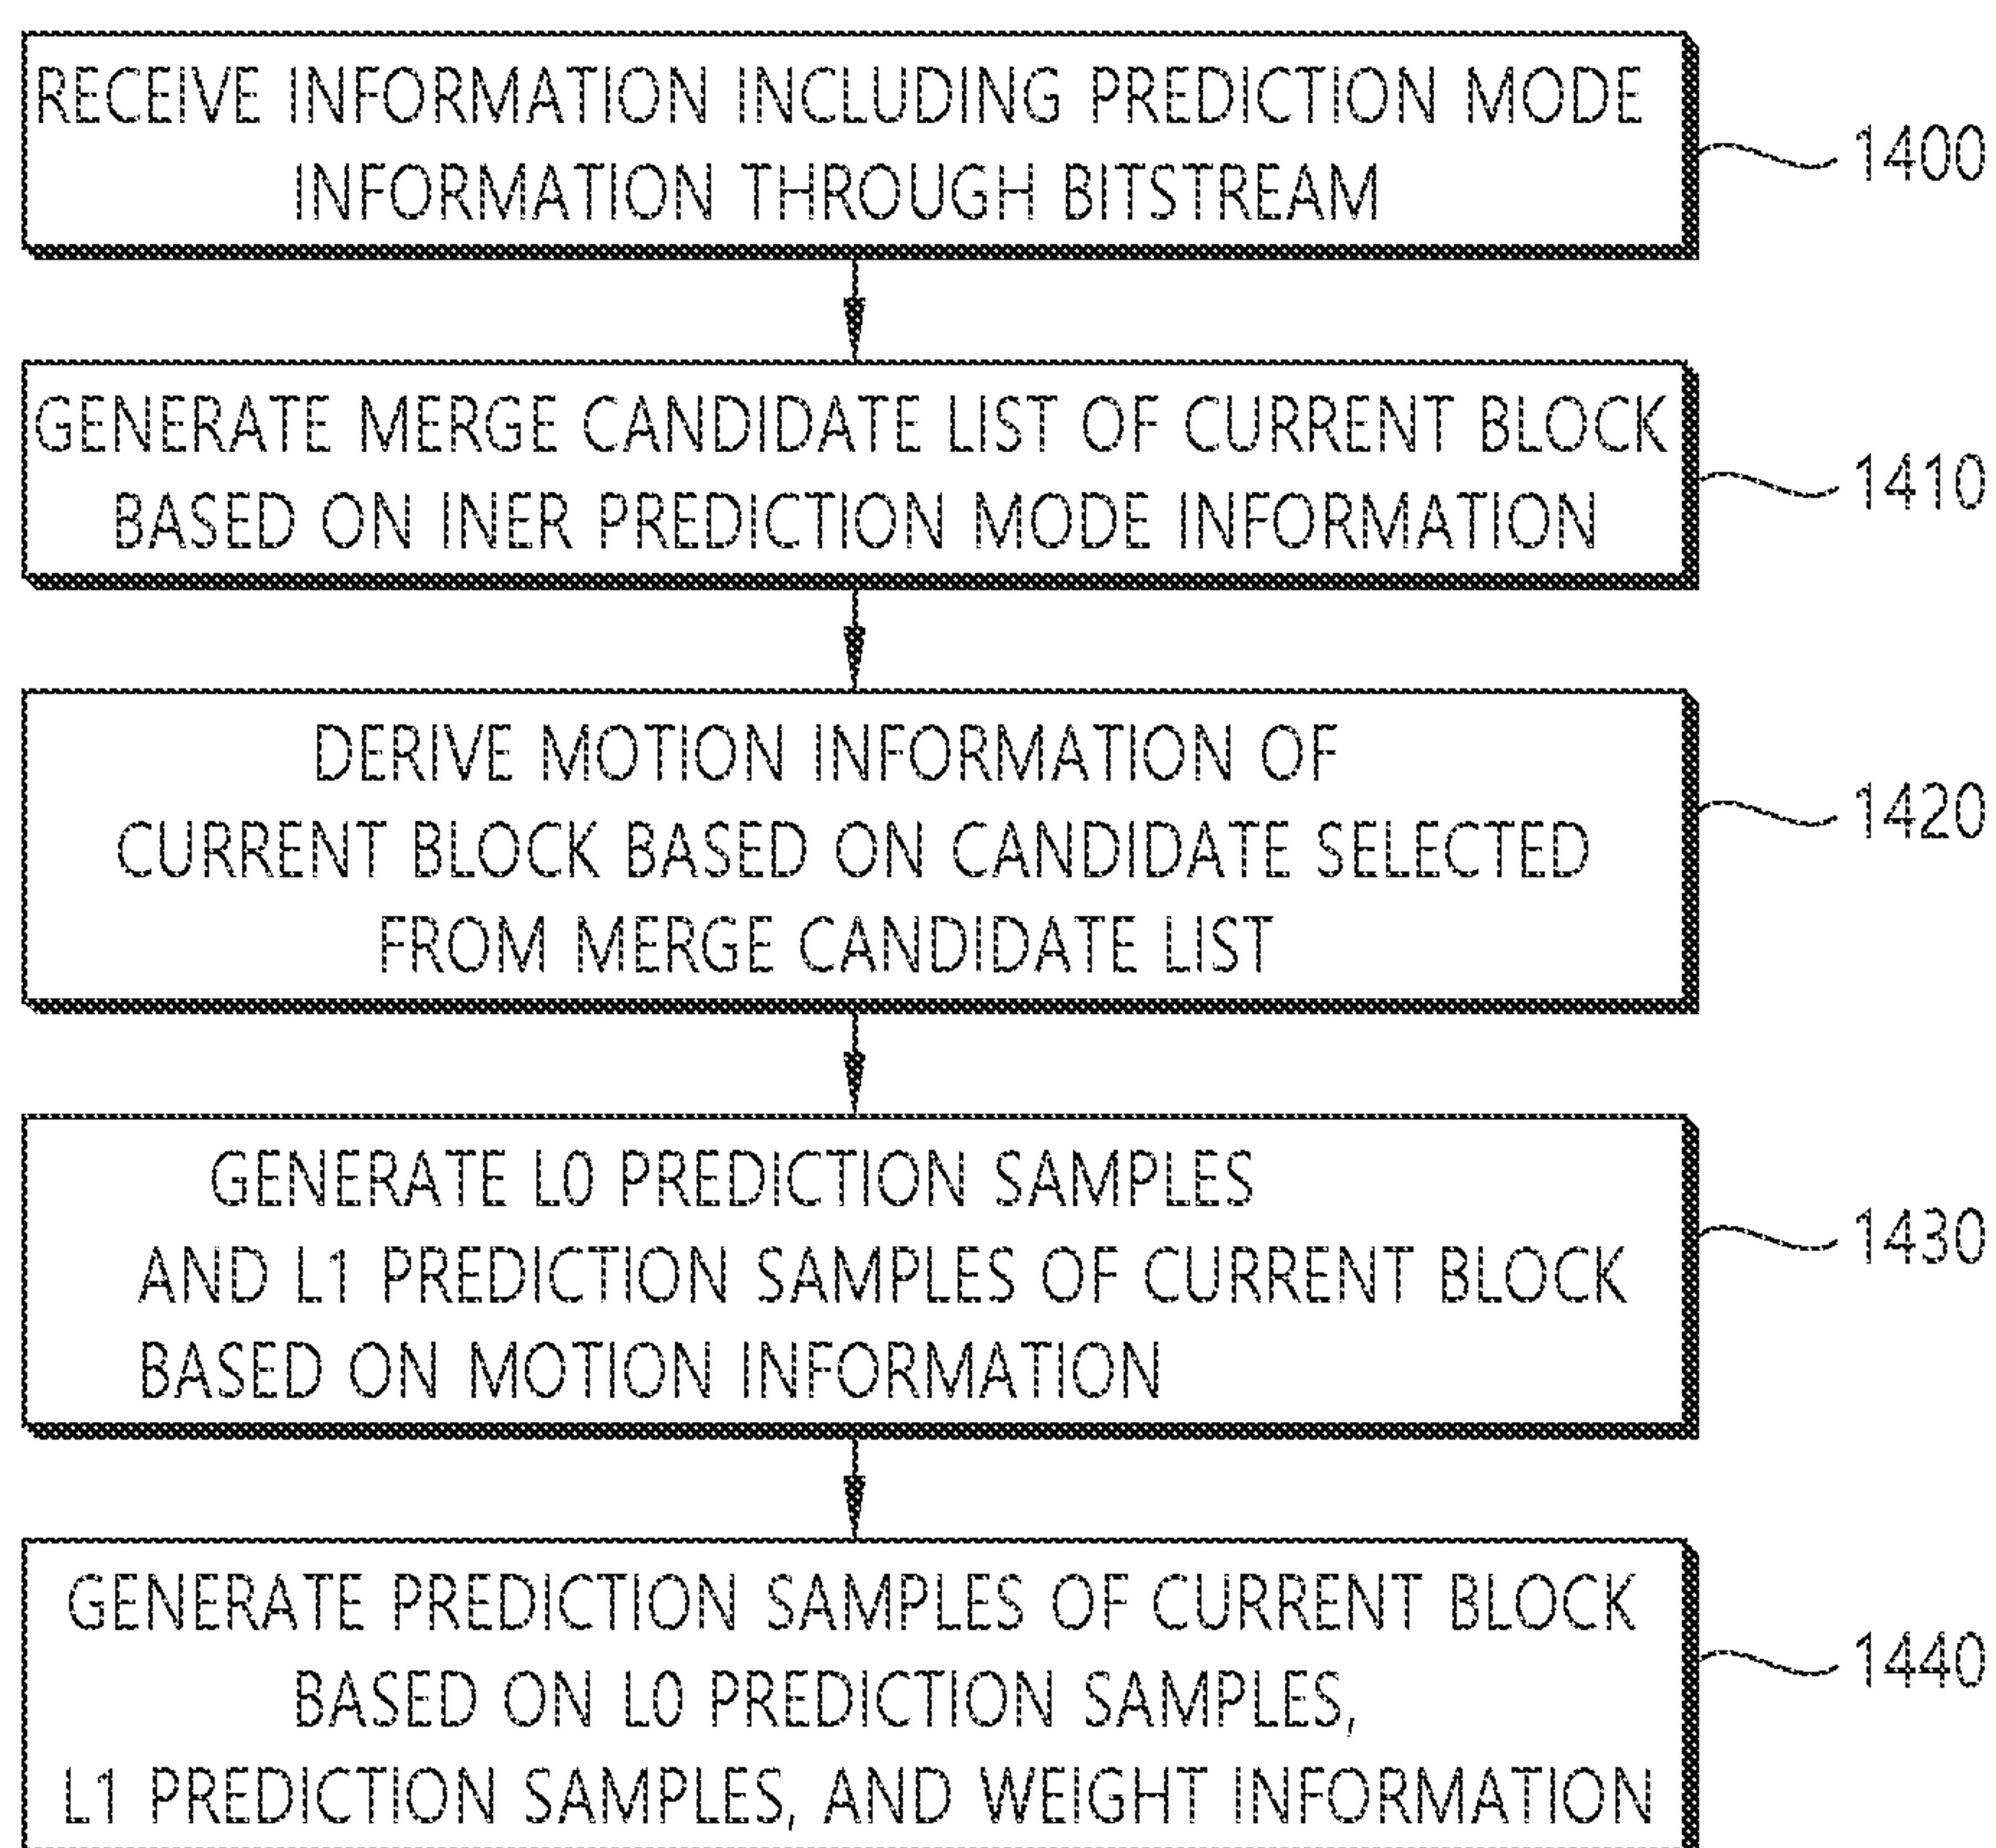 RECEIVE INFORMATION INCLUDING PREDICTION MODE
INFORMATION THROUGH BITSTREAM
1400
GENERATE MERGE CANDIDATE LIST OF CURRENT BLOCK
BASED ON INER PREDICTION MODE INFORMATION
1410
DERIVE MOTION INFORMATION OF
CURRENT BLOCK BASED ON CANDIDATE SELECTED
FROM MERGE CANDIDATE LIST
1420
GENERATE L0 PREDICTION SAMPLES
AND L1 PREDICTION SAMPLES OF CURRENT BLOCK
BASED ON MOTION INFORMATION
1430
GENERATE PREDICTION SAMPLES OF CURRENT BLOCK
BASED ON L0 PREDICTION SAMPLES,
L1 PREDICTION SAMPLES, AND WEIGHT INFORMATION
1440